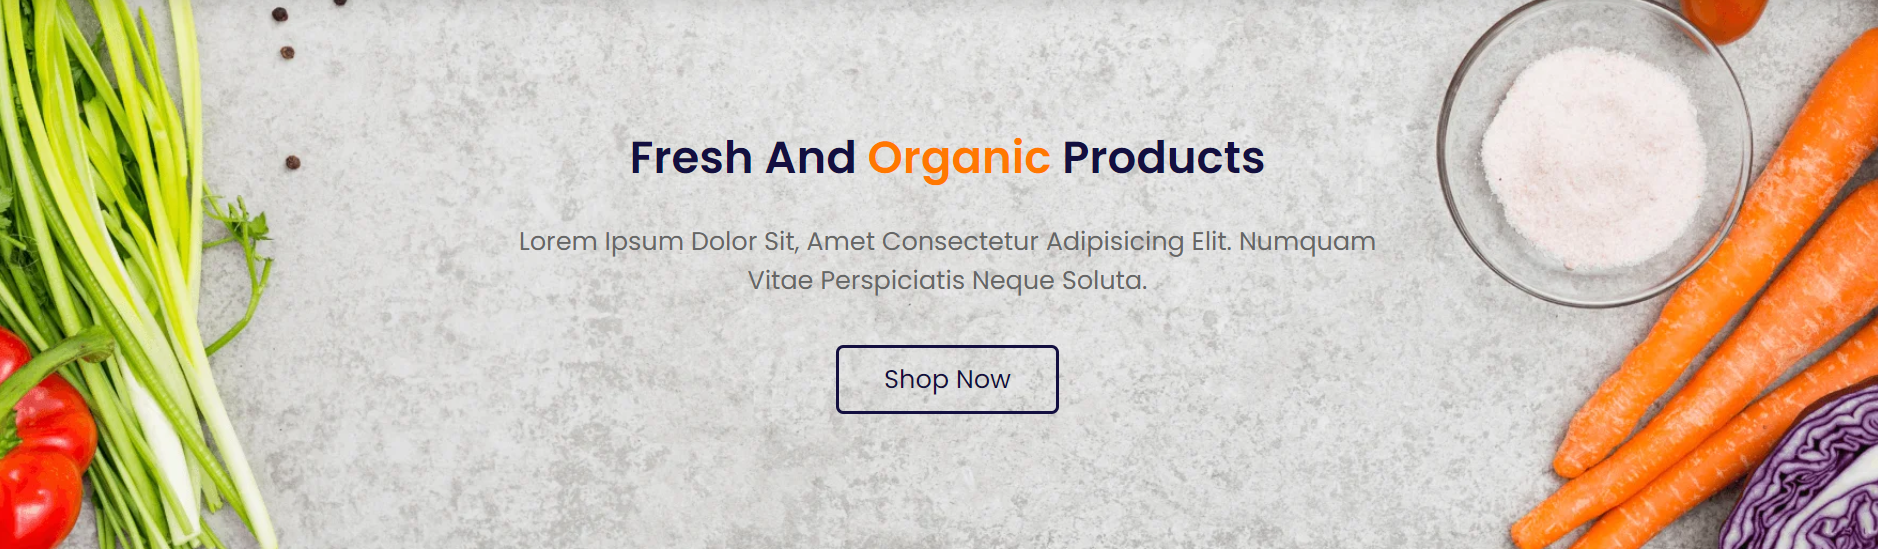 Fresh And Organic Products
Lorem Ipsum Dolor Sit, Amet Consectetur Adipisicing Elit. Numquam
Vitae Perspiciatis Neque Soluta.
Shop Now